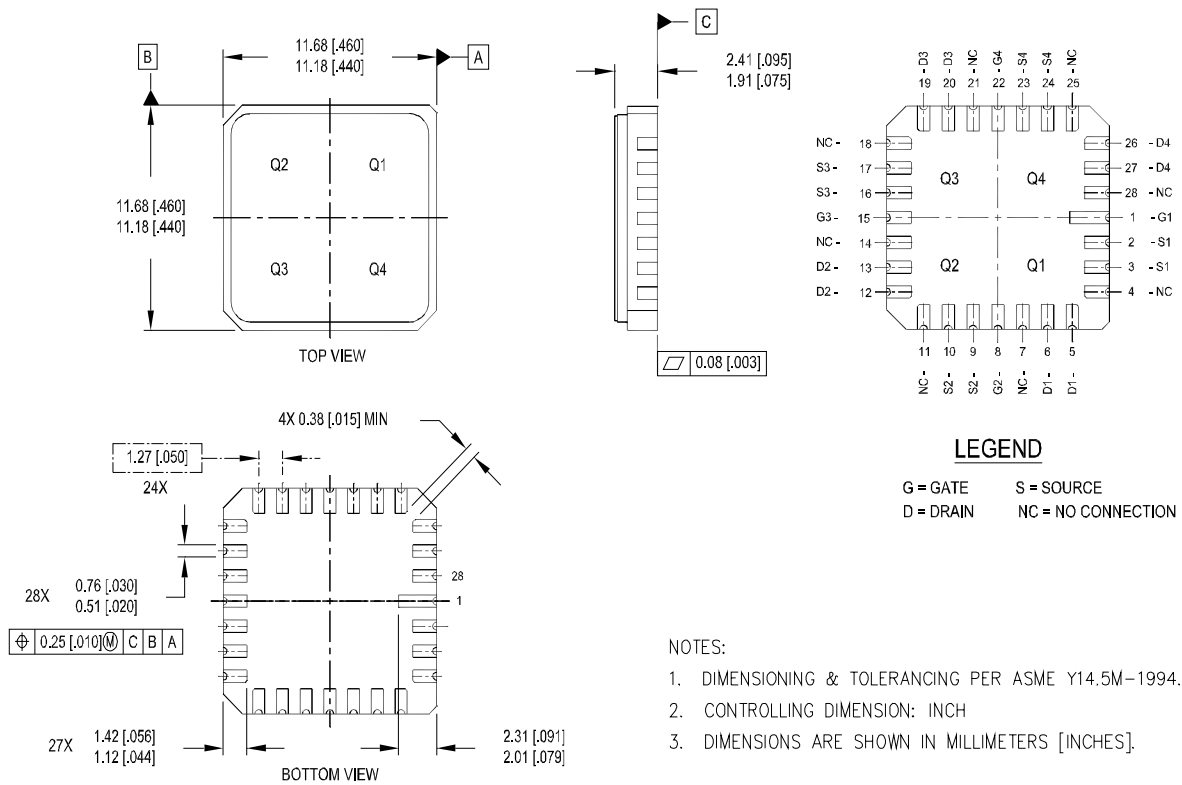 B
11.68 [.460]
11.18 [.440]
A
11.68 [.460]
11.18 [.440]
Q2
Q1
Q3
Q4
TOP VIEW
C
2.41 [.095]
1.91 [.075]
0.08 [.003]
19 - D3
20 - D3
21 - NC
22 - G4
23 - S4
24 - S4
25 - NC
NC - 18
S3 - 17
S3 - 16
G3 - 15
NC - 14
D2 - 13
D2 - 12
26 - D4
27 - D4
28 - NC
1 - G1
2 - S1
3 - S1
4 - NC
Q3
Q4
Q2
Q1
11
10
9
8
7
6
5
NC -
S2 -
S2 -
G2 -
NC -
D1 -
D1 -
LEGEND
G = GATE S = SOURCE
D = DRAIN NC = NO CONNECTION
4X 0.38 [.015] MIN
1.27 [.050]
24X
28X 0.76 [.030]
0.51 [.020]
⌖ 0.25 [.010] Ⓜ C B A
28
1
27X 1.42 [.056]
1.12 [.044]
2.31 [.091]
2.01 [.079]
BOTTOM VIEW
NOTES:
1. DIMENSIONING & TOLERANCING PER ASME Y14.5M-1994.
2. CONTROLLING DIMENSION: INCH
3. DIMENSIONS ARE SHOWN IN MILLIMETERS [INCHES].